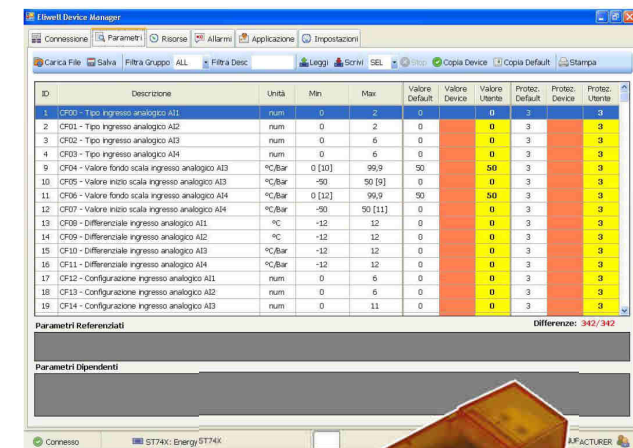 Eliwell Device Manager
Connessione Parametri Risorse Allarmi Applicazione Impostazioni
Carica File Salva Filtra Gruppo ALL Filtra Desc Leggi Scrivi SEL Stop Copia Device Copia Default Stampa
ID Descrizione Unità Min Max Valore Default Valore Device Valore Utente Protez. Default Protez. Device Protez. Utente
1 CF00 - Tipo ingresso analogico AI1 num 0 2 0 0 3 3
2 CF01 - Tipo ingresso analogico AI2 num 0 2 0 0 3 3
3 CF02 - Tipo ingresso analogico AI3 num 0 6 0 0 3 3
4 CF03 - Tipo ingresso analogico AI4 num 0 6 0 0 3 3
9 CF04 - Valore fondo scala ingresso analogico AI3 ºC/Bar 0 [10] 99,9 50 50 3 3
10 CF05 - Valore inizio scala ingresso analogico AI3 ºC/Bar -50 50 [9] 0 0 3 3
11 CF06 - Valore fondo scala ingresso analogico AI4 ºC/Bar 0 [12] 99,9 50 50 3 3
12 CF07 - Valore inizio scala ingresso analogico AI4 ºC/Bar -50 50 [11] 0 0 3 3
13 CF08 - Differenziale ingresso analogico AI1 ºC -12 12 0 0 3 3
14 CF09 - Differenziale ingresso analogico AI2 ºC -12 12 0 0 3 3
15 CF10 - Differenziale ingresso analogico AI3 ºC/Bar -12 12 0 0 3 3
16 CF11 - Differenziale ingresso analogico AI4 ºC/Bar -12 12 0 0 3 3
17 CF12 - Configurazione ingresso analogico AI1 num 0 6 0 0 3 3
18 CF13 - Configurazione ingresso analogico AI2 num 0 6 0 0 3 3
19 CF14 - Configurazione ingresso analogico AI3 num 0 11 0 0 3 3
Parametri Referenziati Differenze: 342/342
Parametri Dipendenti
Connesso ST74X: Energy ST74X UFACTURER